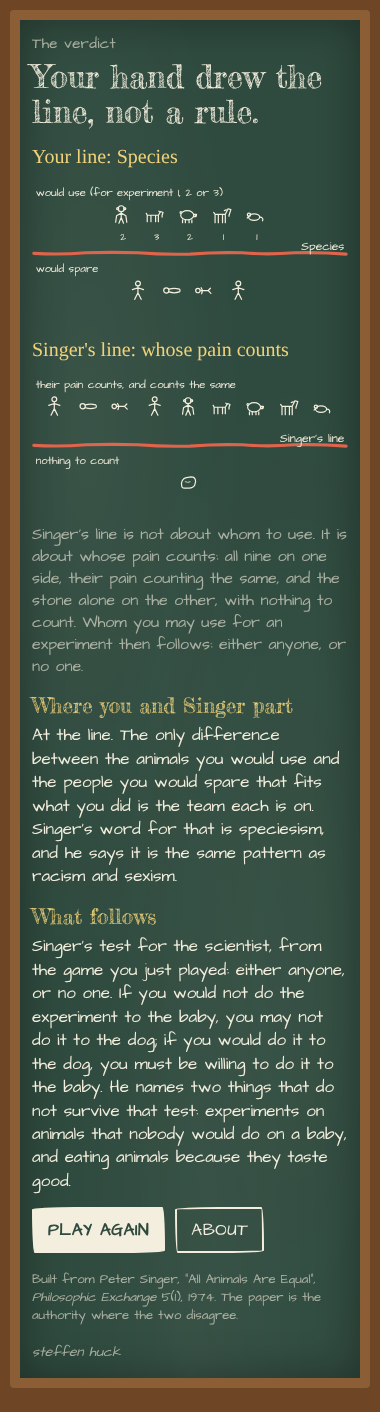 The verdict
Your hand drew the
line, not a rule.
Your line: Species
would use (for experiment 1, 2 or 3)
2 3 2 1 1
Species
would spare
Singer's line: whose pain counts
their pain counts, and counts the same
Singer's line
nothing to count
Singer's line is not about whom to use. It is
about whose pain counts: all nine on one
side, their pain counting the same, and the
stone alone on the other, with nothing to
count. Whom you may use for an
experiment then follows: either anyone, or
no one.
Where you and Singer part
At the line. The only difference
between the animals you would use and
the people you would spare that fits
what you did is the team each is on.
Singer's word for that is speciesism,
and he says it is the same pattern as
racism and sexism.
What follows
Singer's test for the scientist, from
the game you just played: either anyone,
or no one. If you would not do the
experiment to the baby, you may not
do it to the dog; if you would do it to
the dog, you must be willing to do it to
the baby. He names two things that do
not survive that test: experiments on
animals that nobody would do on a baby,
and eating animals because they taste
good.
PLAY AGAIN
ABOUT
Built from Peter Singer, "All Animals Are Equal",
Philosophic Exchange 5(1), 1974. The paper is the
authority where the two disagree.
steffen huck